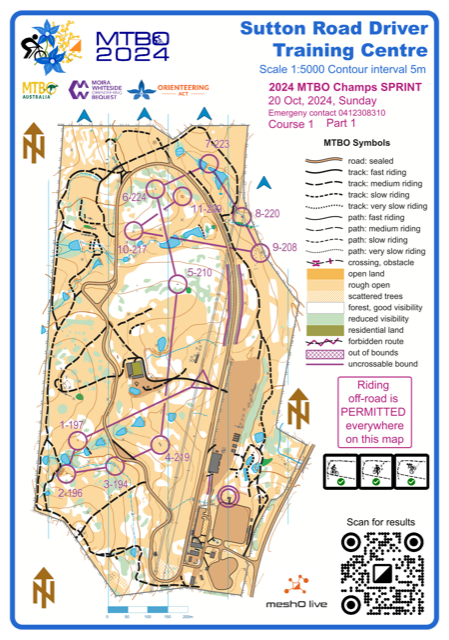 MTBO
2024
Sutton Road Driver
Training Centre
Scale 1:5000 Contour interval 5m
MTBO
AUSTRALIA
MOIRA
WHITESIDE
BEQUEST
ORIENTEERING
ACT
2024 MTBO Champs SPRINT
20 Oct, 2024, Sunday
Emergeny contact 0412308310
Course 1 Part 1
MTBO Symbols
road: sealed
track: fast riding
track: medium riding
track: slow riding
track: very slow riding
path: fast riding
path: medium riding
path: slow riding
path: very slow riding
crossing, obstacle
open land
rough open
scattered trees
forest, good visibility
reduced visibility
residential land
forbidden route
out of bounds
uncrossable bound
7-223
6-224
11-209
8-220
10-217
9-208
5-210
1-197
4-219
3-194
2-196
Riding
off-road is
PERMITTED
everywhere
on this map
Scan for results
meshO live
0 50 100 150 200m